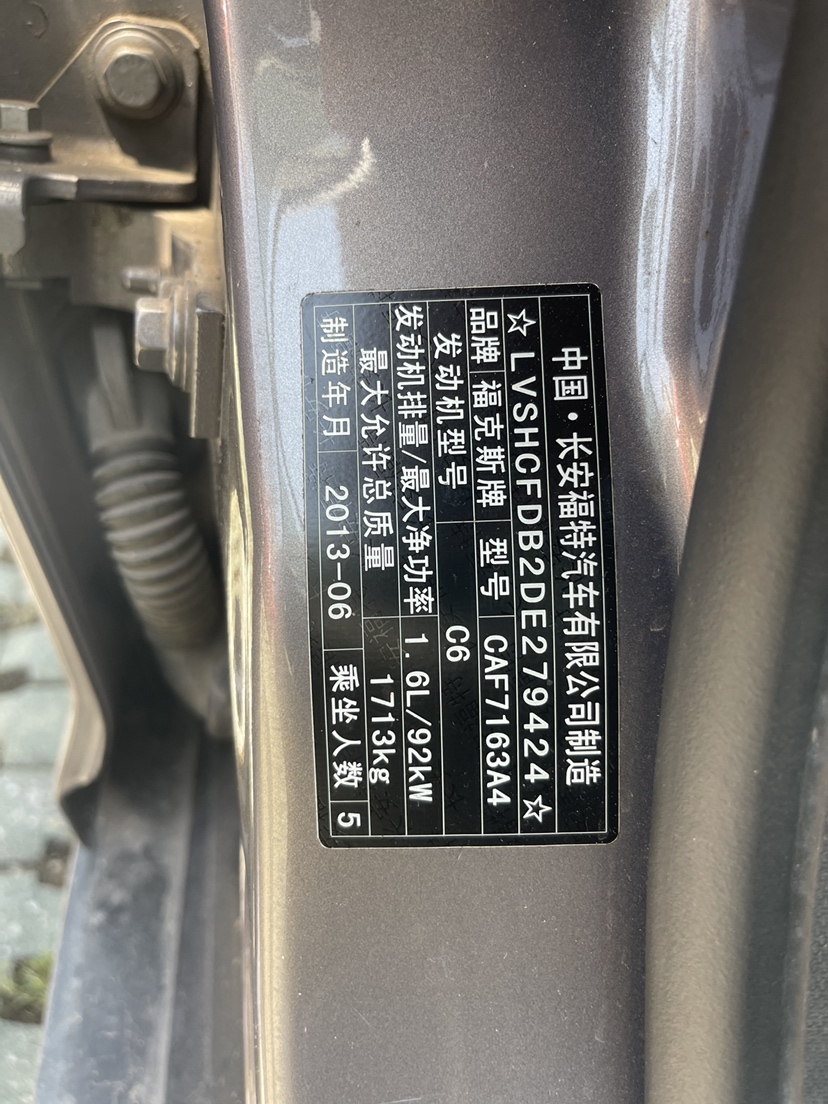 中国·长安福特汽车有限公司制造
☆LVSHCFDB2DE279424☆
品牌 福克斯牌 型号 CAF7163A4
发动机型号 C6
发动机排量/最大净功率 1.6L/92kW
最大允许总质量 1713kg
制造年月 2013-06 乘坐人数 5